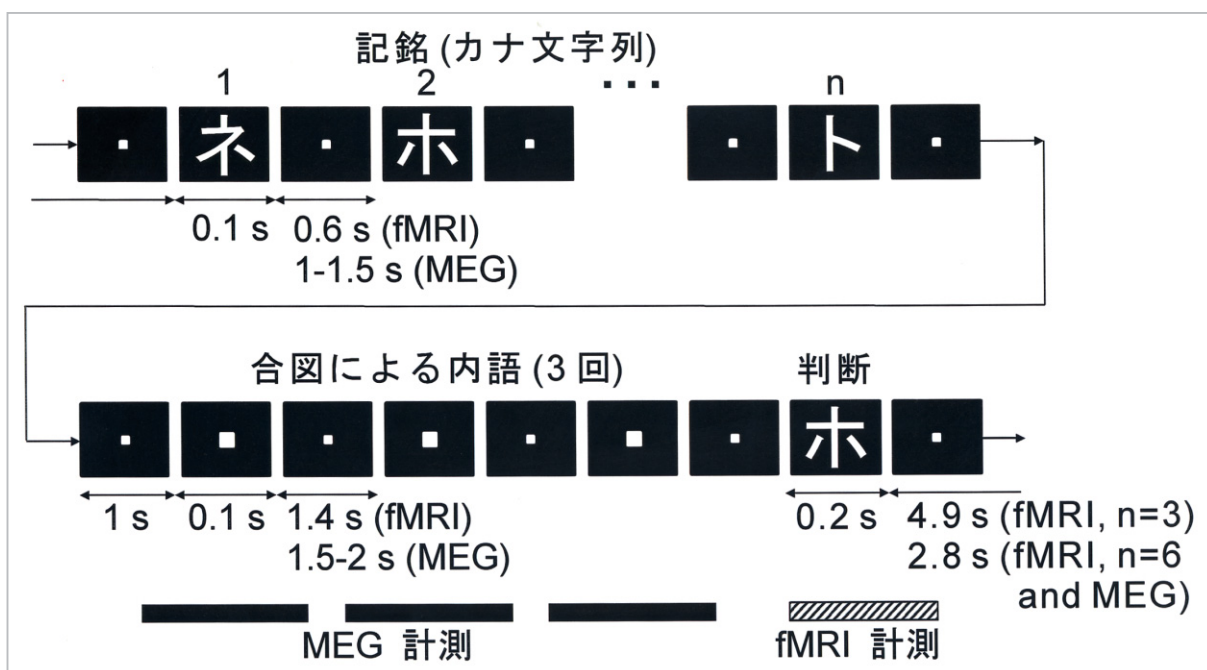 記銘 (カナ文字列)
1 2 ・・・ n
ネ ホ ト
0.1 s 0.6 s (fMRI)
1-1.5 s (MEG)
合図による内語 (3 回) 判断
ホ
1 s 0.1 s 1.4 s (fMRI) 0.2 s 4.9 s (fMRI, n=3)
1.5-2 s (MEG) 2.8 s (fMRI, n=6
and MEG)
MEG 計測 fMRI 計測